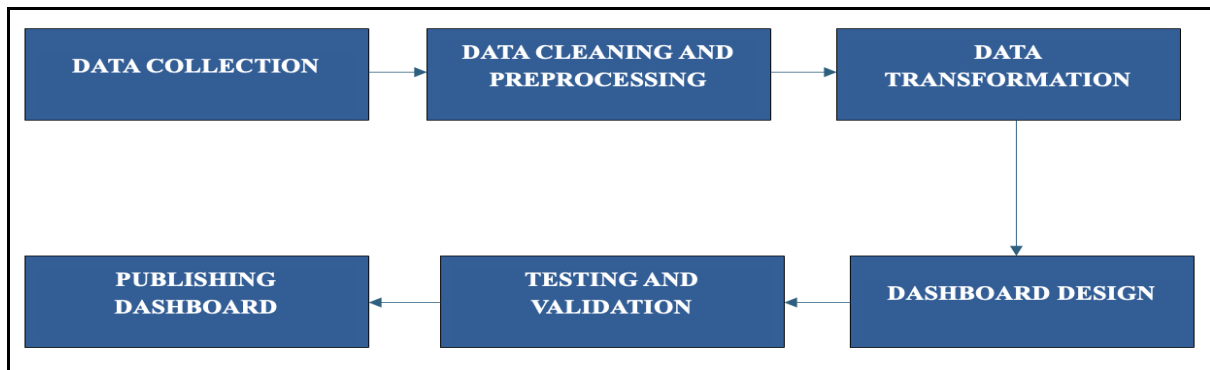 DATA COLLECTION
DATA CLEANING AND
PREPROCESSING
DATA
TRANSFORMATION
DASHBOARD DESIGN
TESTING AND
VALIDATION
PUBLISHING
DASHBOARD